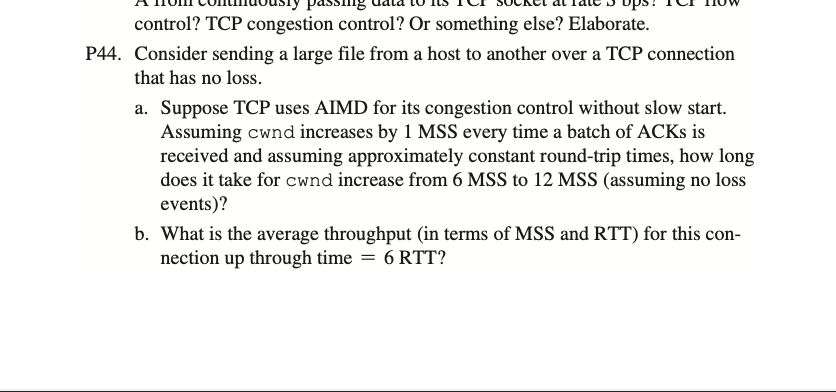 control? TCP congestion control? Or something else? Elaborate.
P44. Consider sending a large file from a host to another over a TCP connection
that has no loss.
a. Suppose TCP uses AIMD for its congestion control without slow start.
Assuming cwnd increases by 1 MSS every time a batch of ACKs is
received and assuming approximately constant round-trip times, how long
does it take for cwnd increase from 6 MSS to 12 MSS (assuming no loss
events)?
b. What is the average throughput (in terms of MSS and RTT) for this con-
nection up through time = 6 RTT?